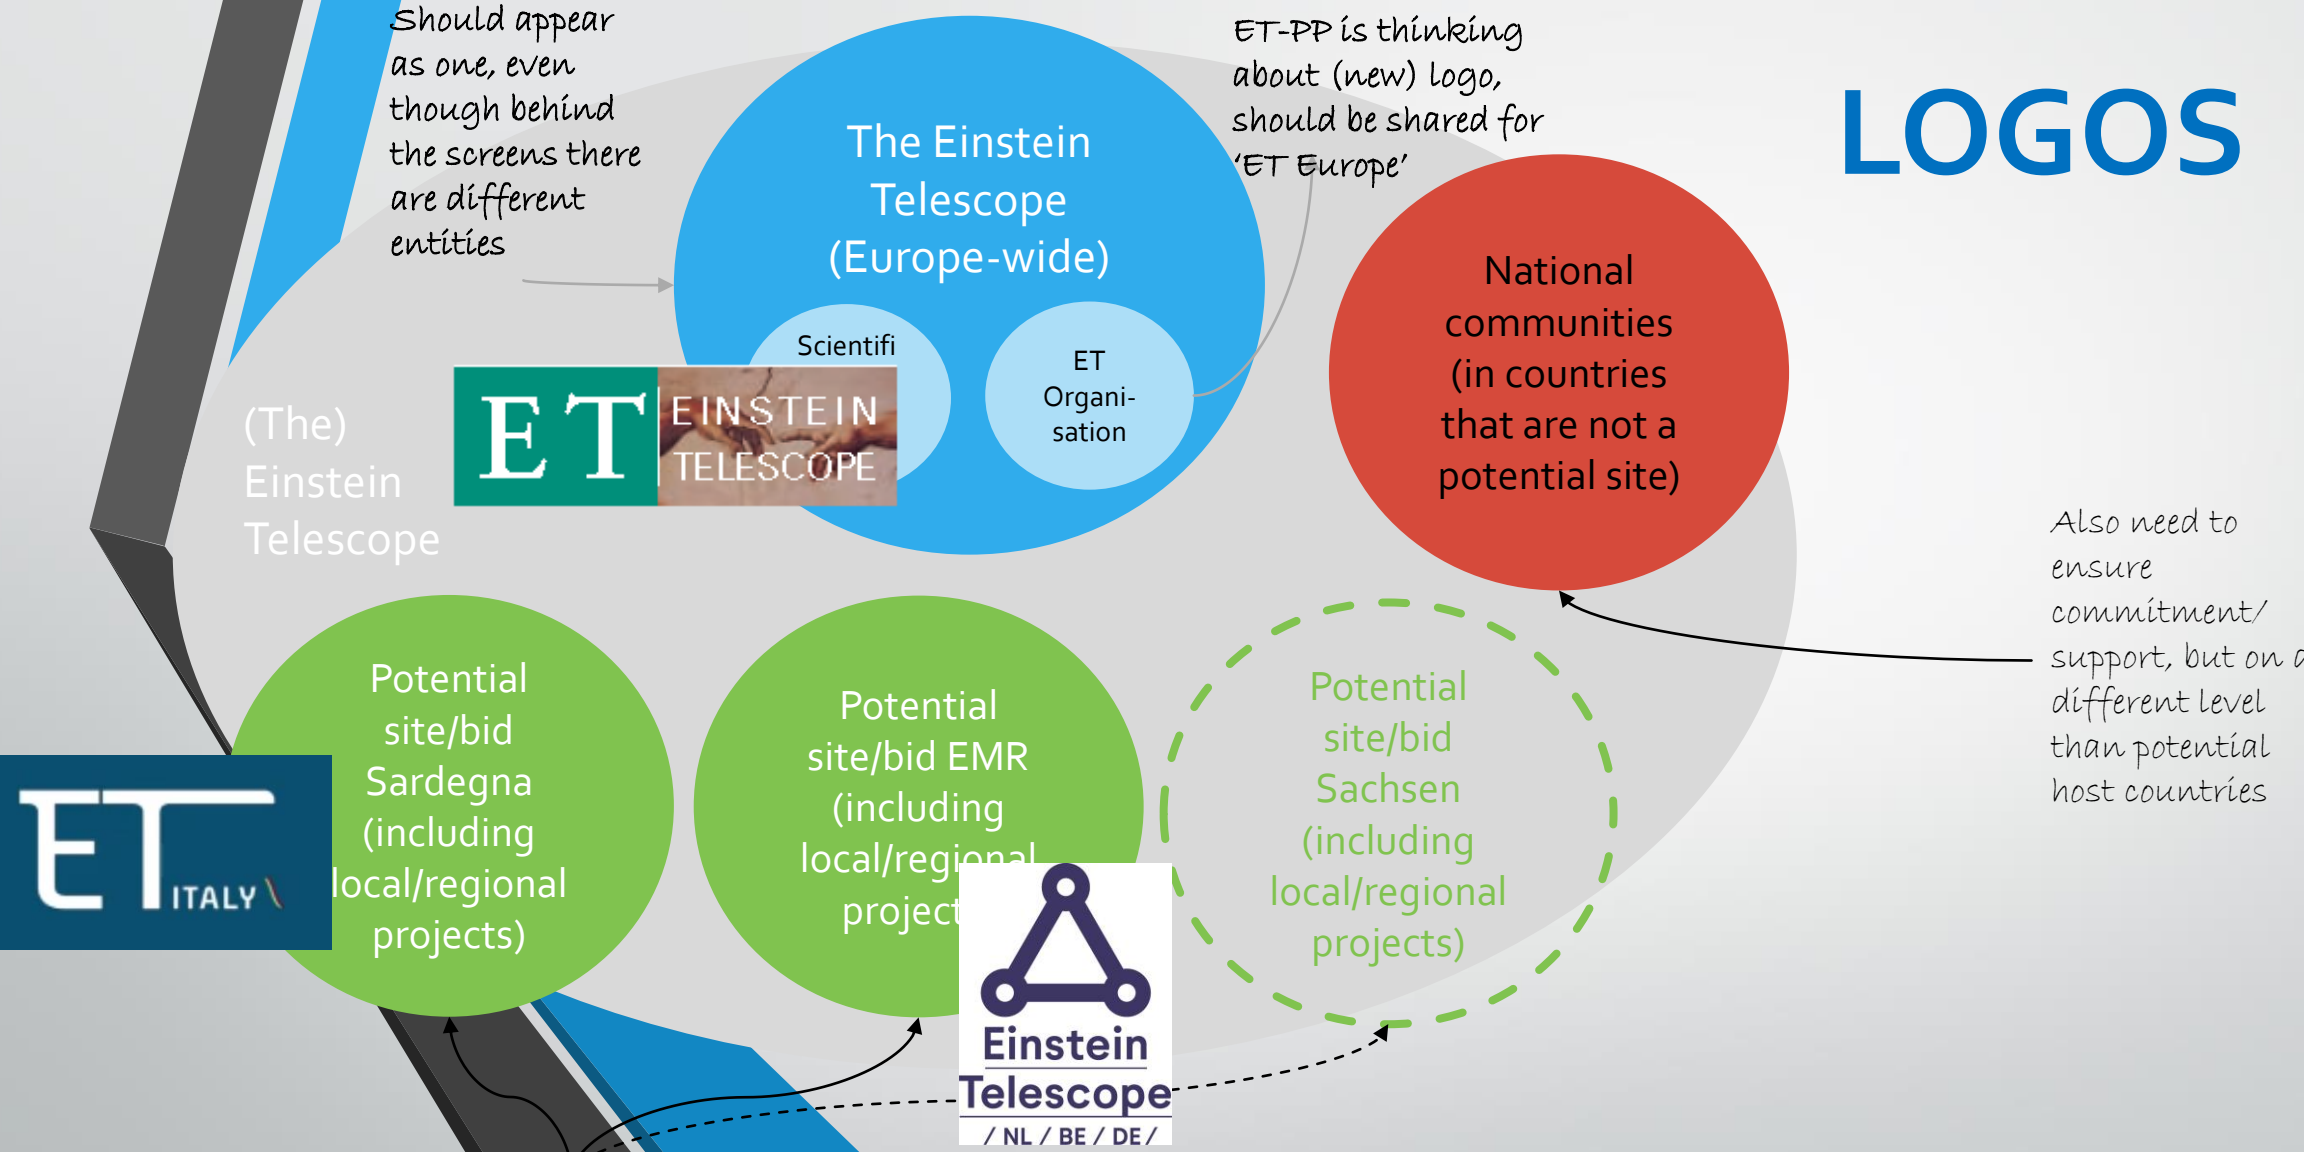 Should appear
as one, even
though behind
the screens there
are different
entities
ET-PP is thinking
about (new) logo,
should be shared for
‘ET Europe’
LOGOS
The Einstein
Telescope
(Europe-wide)
Scientifi
ET
Organi-
sation
National
communities
(in countries
that are not a
potential site)
(The)
Einstein
Telescope
ET
EINSTEIN
TELESCOPE
Also need to
ensure
commitment/
support, but on a
different level
than potential
host countries
Potential
site/bid
Sardegna
(including
local/regional
projects)
ET ITALY
Potential
site/bid EMR
(including
local/regional
project
Potential
site/bid
Sachsen
(including
local/regional
projects)
Einstein
Telescope
/ NL / BE / DE /